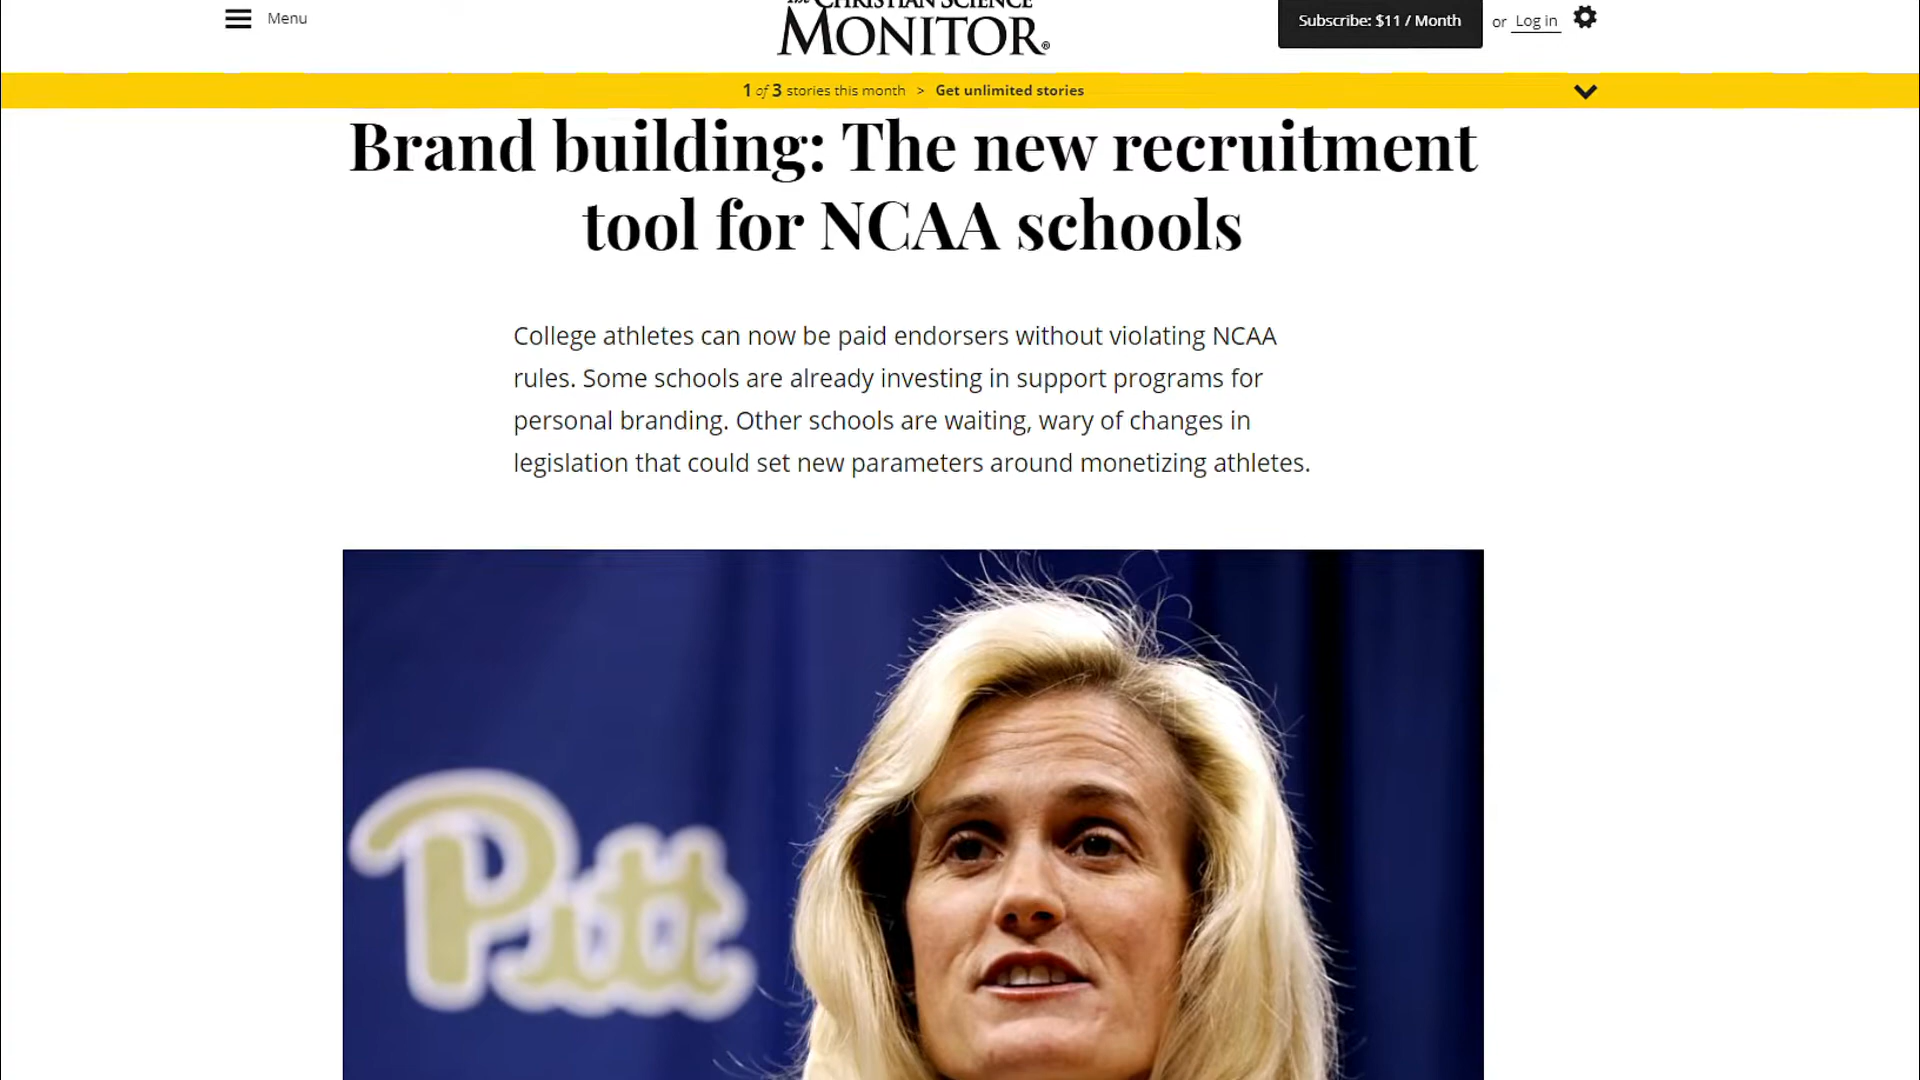 Menu
The CHRISTIAN SCIENCE
MONITOR®
Subscribe: $11 / Month
or Log in
1 of 3 stories this month > Get unlimited stories
Brand building: The new recruitment
tool for NCAA schools
College athletes can now be paid endorsers without violating NCAA
rules. Some schools are already investing in support programs for
personal branding. Other schools are waiting, wary of changes in
legislation that could set new parameters around monetizing athletes.
Pitt